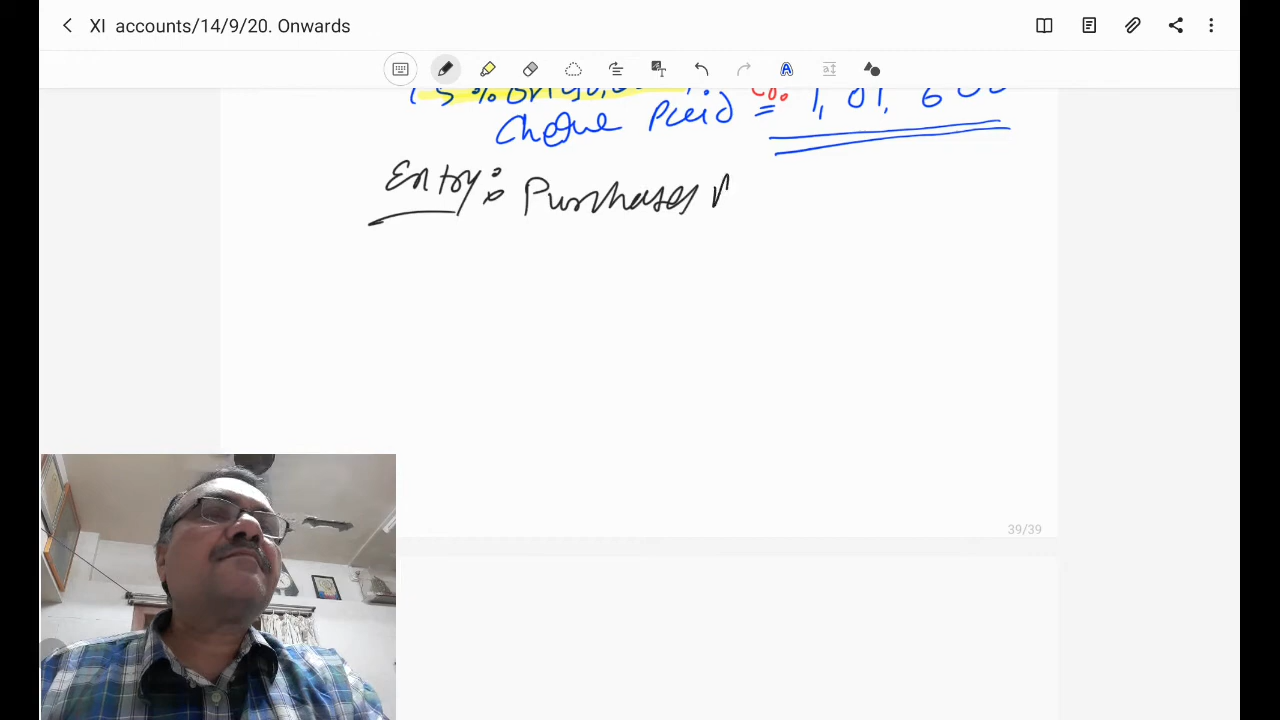 XI accounts/14/9/20. Onwards
Cheque Paid = 1,01,600
Entry: Purchases
39/39